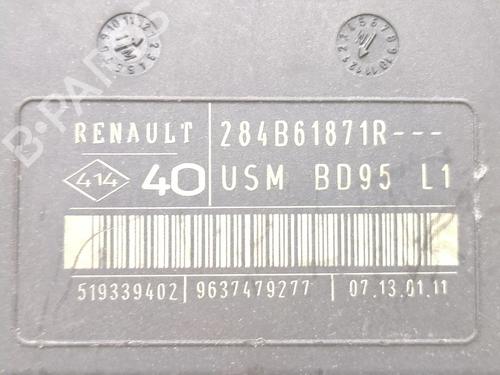 RENAULT 284B61871R---
414 40 USM BD95 L1
519339402 9637479277 07.13.01.11
B-PARTS